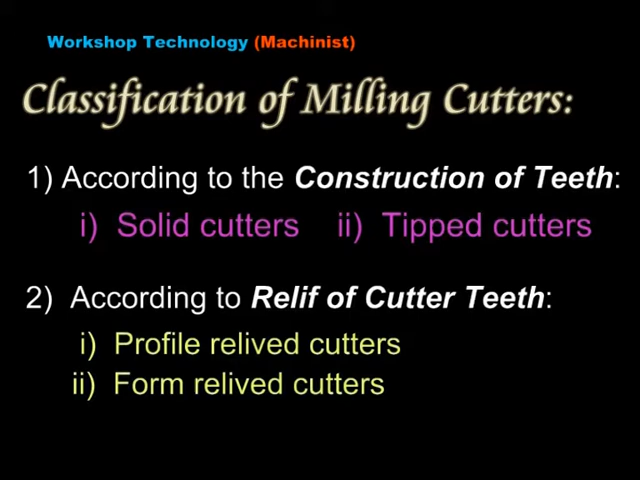 Workshop Technology (Machinist)
Classification of Milling Cutters:
1) According to the Construction of Teeth:
i) Solid cutters ii) Tipped cutters
2) According to Relif of Cutter Teeth:
i) Profile relived cutters
ii) Form relived cutters